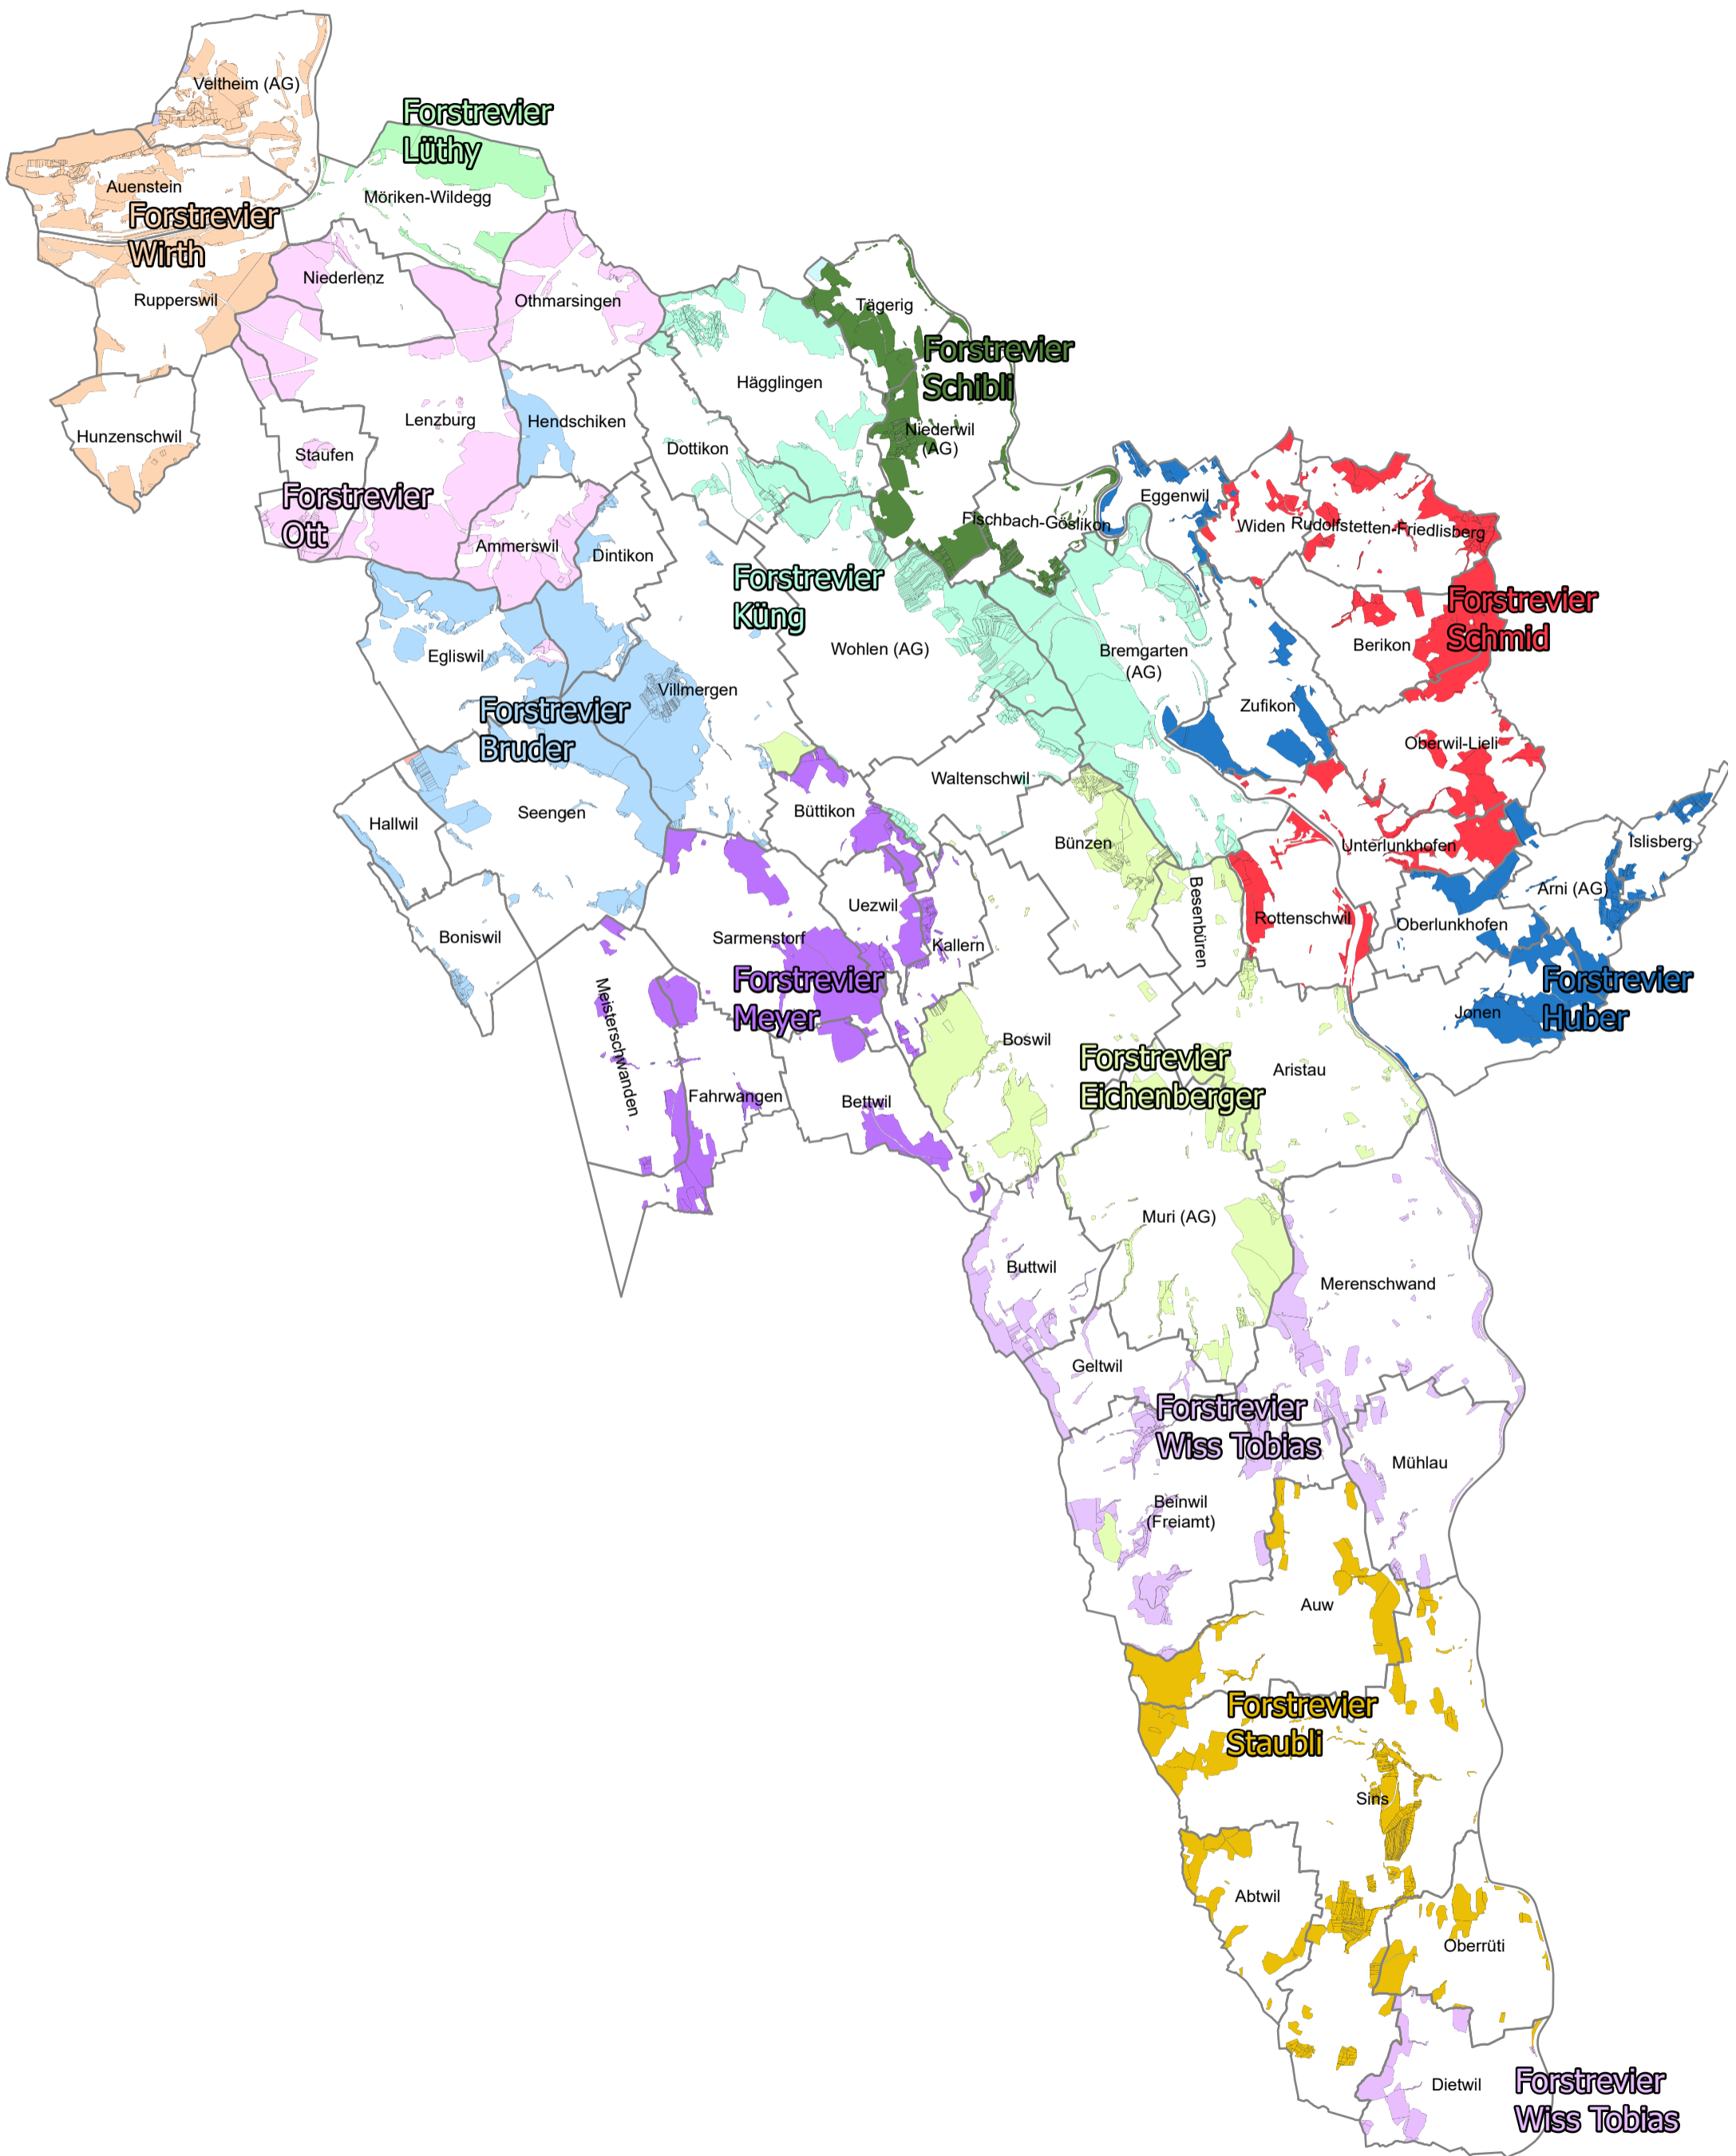 Veltheim (AG)
Forstrevier
Lüthy
Auenstein
Möriken-Wildegg
Forstrevier
Wirth
Niederlenz
Rupperswil
Othmarsingen
Tägerig
Forstrevier
Schibli
Hägglingen
Lenzburg
Hendschiken
Hunzenschwil
Niederwil
(AG)
Dottikon
Staufen
Forstrevier
Ott
Eggenwil
Fischbach-Göslikon
Widen
Rudolfstetten-Friedlisberg
Ammerswil
Dintikon
Forstrevier
Küng
Forstrevier
Schmid
Berikon
Wohlen (AG)
Bremgarten
(AG)
Egliswil
Villmergen
Zufikon
Forstrevier
Bruder
Oberwil-Lieli
Waltenschwil
Hallwil
Seengen
Büttikon
Bünzen
Unterlunkhofen
Islisberg
Arni (AG)
Besenbüren
Uezwil
Rottenschwil
Oberlunkhofen
Boniswil
Sarmenstorf
Kallern
Forstrevier
Meyer
Forstrevier
Huber
Meisterschwanden
Jonen
Boswil
Forstrevier
Eichenberger
Aristau
Fahrwangen
Bettwil
Muri (AG)
Buttwil
Merenschwand
Geltwil
Forstrevier
Wiss Tobias
Mühlau
Beinwil
(Freiamt)
Auw
Forstrevier
Staubli
Sins
Abtwil
Oberrüti
Dietwil
Forstrevier
Wiss Tobias